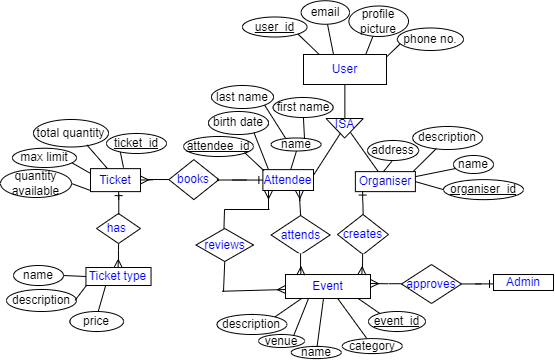 email
profile
picture
user_id
phone no.
User
last name
first name
birth date
ISA
total quantity
ticket_id
attendee_id
name
address
description
max limit
name
quantity
available
Ticket
books
Attendee
Organiser
organiser_id
has
reviews
attends
creates
name
Ticket type
description
price
Event
approves
Admin
description
event_id
venue
name
category